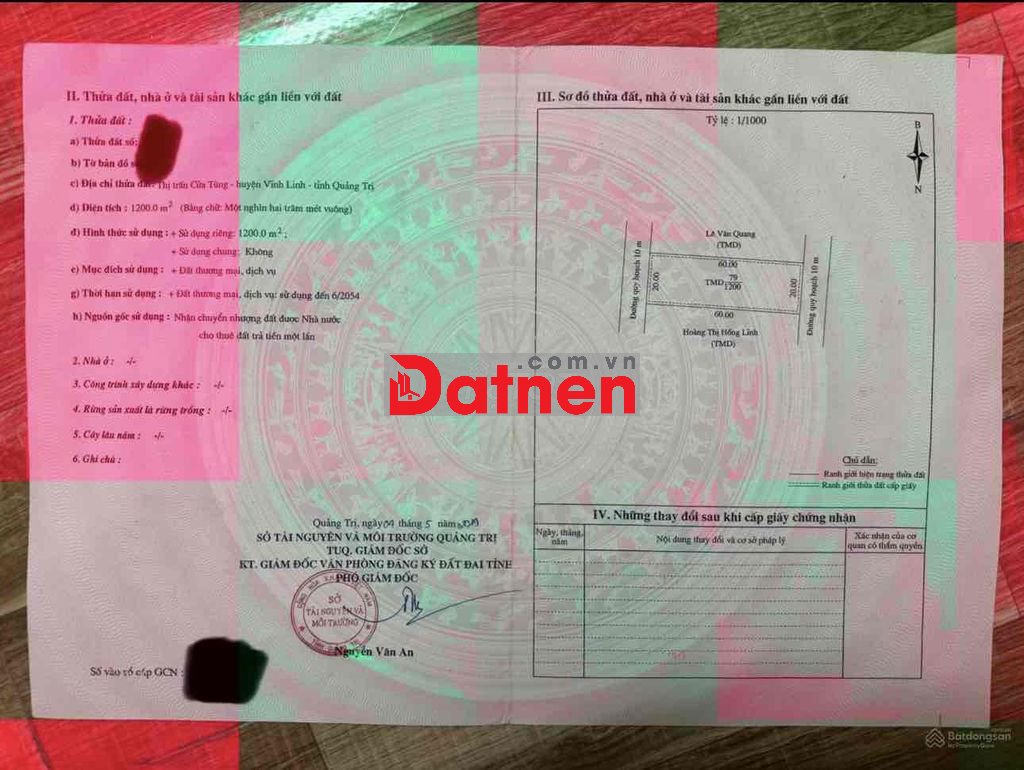 II. Thửa đất, nhà ở và tài sản khác gắn liền với đất
1. Thửa đất :
a) Thửa đất số:
b) Tờ bản đồ
c) Địa chỉ thửa đất: Thị trấn Cửa Tùng - huyện Vĩnh Linh - tỉnh Quảng Trị
d) Diện tích : 1200.0 m² (Bằng chữ: Một nghìn hai trăm mét vuông)
đ) Hình thức sử dụng : + Sử dụng riêng: 1200.0 m² ;
+ Sử dụng chung: Không
e) Mục đích sử dụng : + Đất thương mại, dịch vụ
g) Thời hạn sử dụng : + Đất thương mại, dịch vụ: sử dụng đến 6/2054
h) Nguồn gốc sử dụng : Nhận chuyển nhượng đất được Nhà nước
cho thuê đất trả tiền một lần
2. Nhà ở : -/-
3. Công trình xây dựng khác : -/-
4. Rừng sản xuất là rừng trồng : -/-
5. Cây lâu năm : -/-
6. Ghi chú :
Quảng Trị, ngày 09 tháng 5 năm
SỞ TÀI NGUYÊN VÀ MÔI TRƯỜNG QUẢNG TRỊ
TUQ. GIÁM ĐỐC SỞ
KT. GIÁM ĐỐC VĂN PHÒNG ĐĂNG KÝ ĐẤT ĐAI TỈNH
PHÓ GIÁM ĐỐC
SỞ
TÀI NGUYÊN VÀ
MÔI TRƯỜNG
Nguyễn Văn An
Số vào sổ cấp GCN :
III. Sơ đồ thửa đất, nhà ở và tài sản khác gắn liền với đất
Tỷ lệ : 1/1000
B
N
Lê Văn Quang
(TMD)
60.00
Đường quy hoạch 10 m
20.00
TMD 79
1200
20.00
Đường quy hoạch 10 m
60.00
Hoàng Thị Hồng Lĩnh
(TMD)
Chú dẫn:
Ranh giới hiện trạng thửa đất
Ranh giới thửa đất cấp giấy
IV. Những thay đổi sau khi cấp giấy chứng nhận
Ngày, tháng, năm
Nội dung thay đổi và cơ sở pháp lý
Xác nhận của cơ quan có thẩm quyền
.com.vn
Datnen
Batdongsan
by PropertyGuru